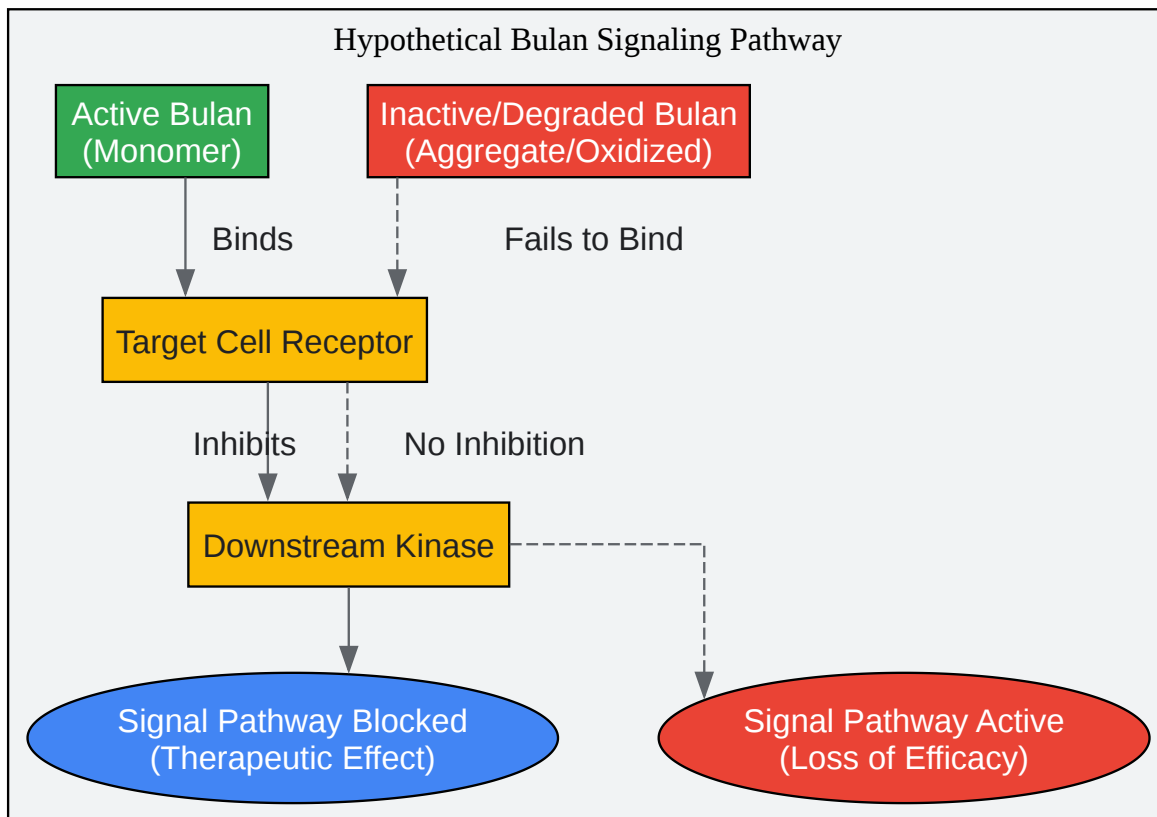 Hypothetical Bulan Signaling Pathway
Active Bulan
(Monomer)
Inactive/Degraded Bulan
(Aggregate/Oxidized)
Binds
Fails to Bind
Target Cell Receptor
Inhibits
No Inhibition
Downstream Kinase
Signal Pathway Blocked
(Therapeutic Effect)
Signal Pathway Active
(Loss of Efficacy)